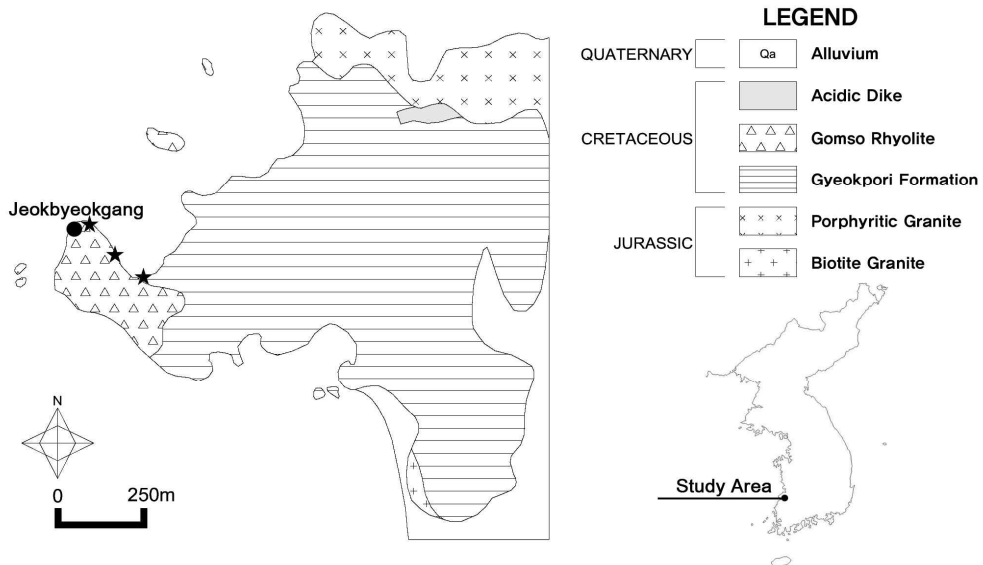 LEGEND
QUATERNARY
Qa
Alluvium
Acidic Dike
CRETACEOUS
Gomso Rhyolite
Gyeokpori Formation
Porphyritic Granite
JURASSIC
Biotite Granite
Jeokbyeokgang
N
0 250m
Study Area